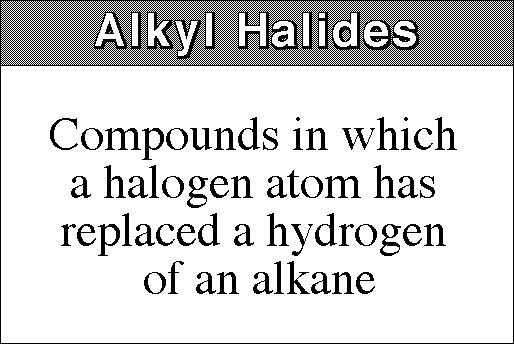 Alkyl Halides
Compounds in which
a halogen atom has
replaced a hydrogen
of an alkane